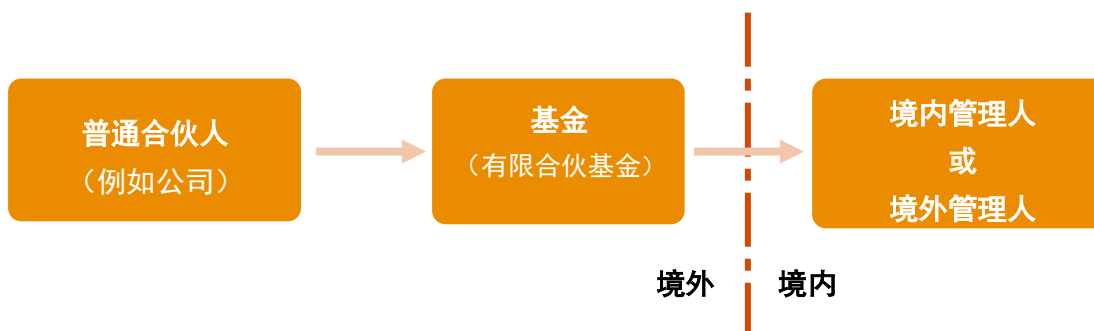 普通合伙人
（例如公司）
基金
（有限合伙基金）
境内管理人
或
境外管理人
境外
境内